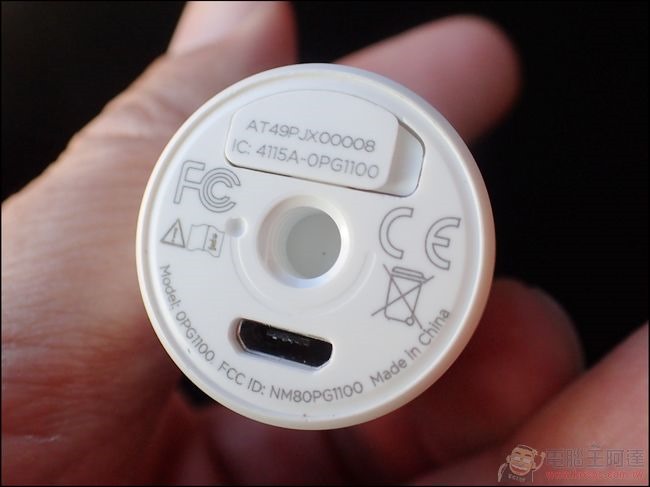 AT49PJX00008
IC: 4115A-0PG1100
FC
CE
Model: 0PG1100 FCC ID: NM80PG1100 Made In China
電腦王阿達